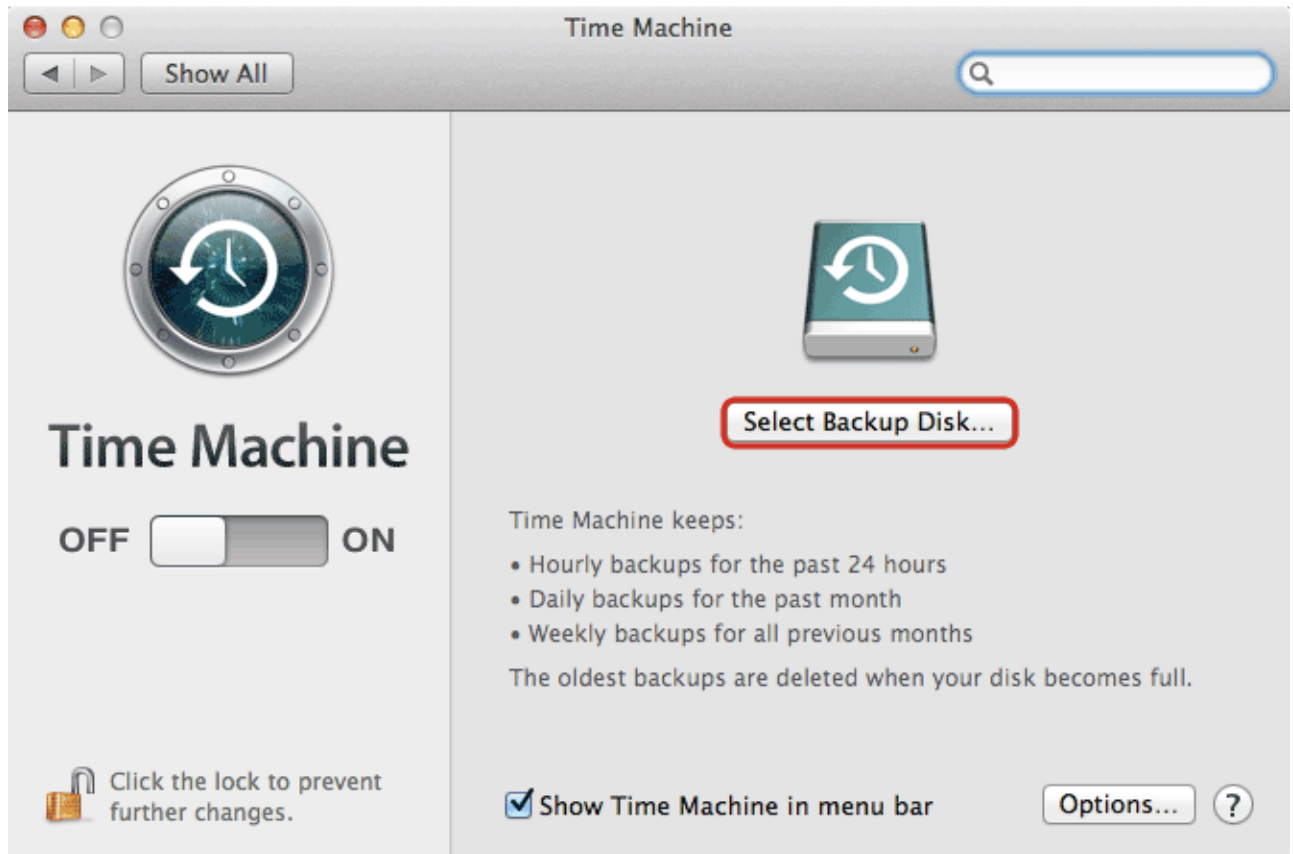 Time Machine
Show All
Time Machine
OFF ON
Click the lock to prevent
further changes.
Select Backup Disk...
Time Machine keeps:
• Hourly backups for the past 24 hours
• Daily backups for the past month
• Weekly backups for all previous months
The oldest backups are deleted when your disk becomes full.
Show Time Machine in menu bar
Options... ?